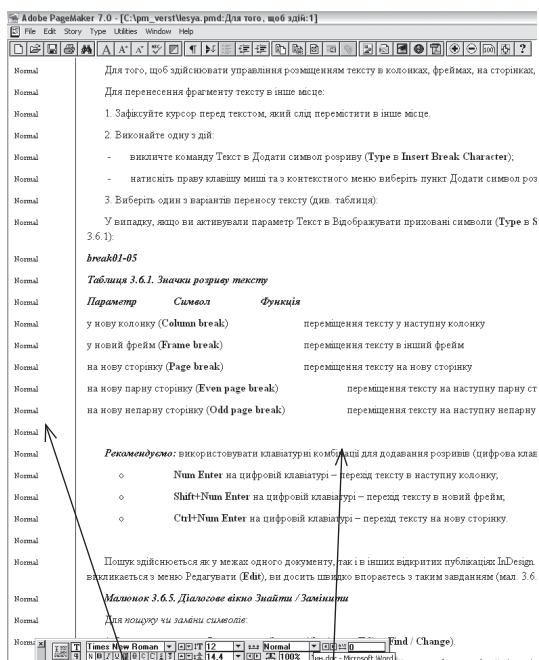 Adobe PageMaker 7.0 - [C:\pm_verst\lesya.pmd:Для того, щоб здій:1]
File Edit Story Type Utilities Window Help
Normal Для того, щоб здійснювати управління розміщенням тексту в колонках, фреймах, на сторінках,
Normal Для перенесення фрагменту тексту в інше місце:
Normal 1. Зафіксуйте курсор перед текстом, який слід перемістити в інше місце.
Normal 2. Виконайте одну з дій:
Normal - викличте команду Текст в Додати символ розриву (Type в Insert Break Character);
Normal - натисніть праву клавішу миші та з контекстного меню виберіть пункт Додати символ роз
Normal 3. Виберіть один з варіантів переносу тексту (див. таблиця):
Normal У випадку, якщо ви активували параметр Текст в Відображувати приховані символи (Type в S
3.6.1):
Normal break01-05
Normal Таблиця 3.6.1. Значки розриву тексту
Normal Параметр Символ Функція
Normal у нову колонку (Column break) переміщення тексту у наступну колонку
Normal у новий фрейм (Frame break) переміщення тексту в інший фрейм
Normal на нову сторінку (Page break) переміщення тексту на нову сторінку
Normal на нову парну сторінку (Even page break) переміщення тексту на наступну парну ст
Normal на нову непарну сторінку (Odd page break) переміщення тексту на наступну непарну
Normal
Normal Рекомендуємо: використовувати клавіатурні комбінації для додавання розривів (цифрова клав
Normal ◇ Num Enter на цифровій клавіатурі – перехід тексту в наступну колонку,
Normal ◇ Shift+Num Enter на цифровій клавіатурі – перехід тексту в новий фрейм;
Normal ◇ Ctrl+Num Enter на цифровій клавіатурі – перехід тексту на нову сторінку.
Normal
Normal Пошук здійснюється як у межах одного документу, так і в інших відкритих публікаціях InDesign.
викликається з меню Редагувати (Edit), ви досить швидко впораєтесь з таким завданням (мал. 3.6.
Normal Малюнок 3.6.5. Діалогове вікно Знайти / Замінити
Normal Для пошуку чи заміни символів:
Norma Find / Change).
Times New Roman 12 Normal 0
N B I U 14.4 100% - Microsoft Word